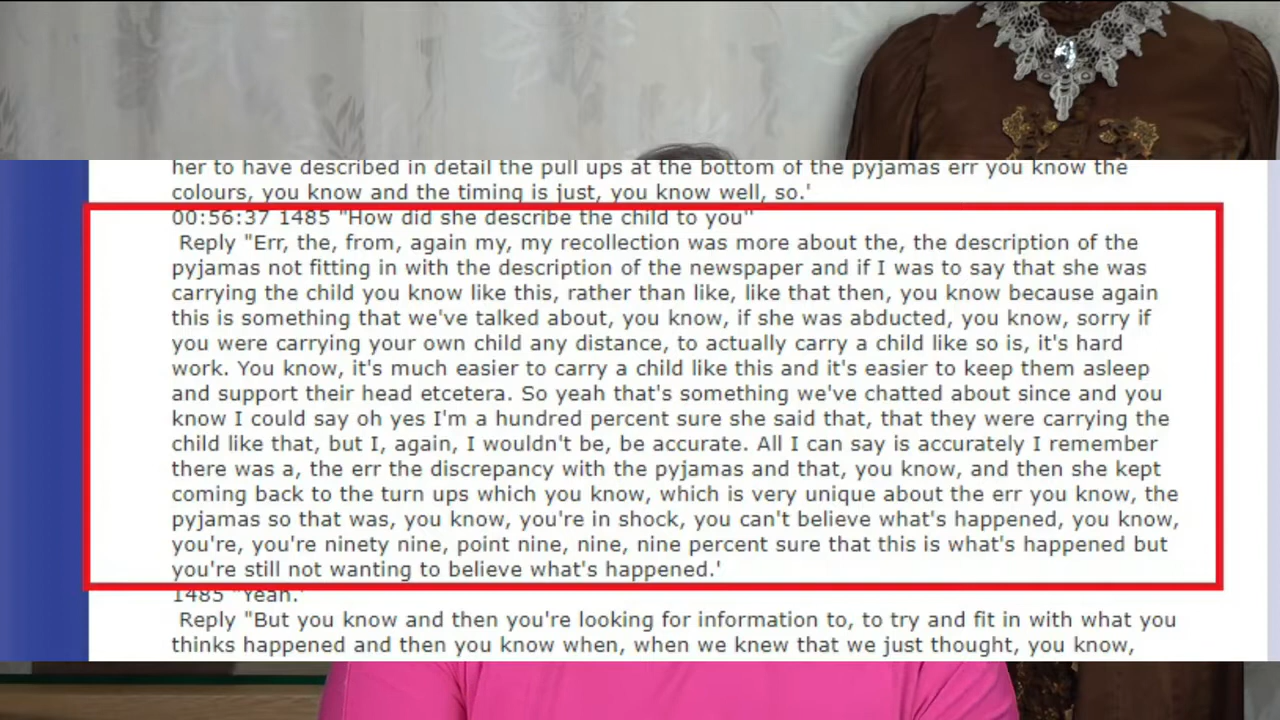 her to have described in detail the pull ups at the bottom of the pyjamas err you know the
colours, you know and the timing is just, you know well, so.'
00:56:37 1485 "How did she describe the child to you"
Reply "Err, the, from, again my, my recollection was more about the, the description of the
pyjamas not fitting in with the description of the newspaper and if I was to say that she was
carrying the child you know like this, rather than like, like that then, you know because again
this is something that we've talked about, you know, if she was abducted, you know, sorry if
you were carrying your own child any distance, to actually carry a child like so is, it's hard
work. You know, it's much easier to carry a child like this and it's easier to keep them asleep
and support their head etcetera. So yeah that's something we've chatted about since and you
know I could say oh yes I'm a hundred percent sure she said that, that they were carrying the
child like that, but I, again, I wouldn't be, be accurate. All I can say is accurately I remember
there was a, the err the discrepancy with the pyjamas and that, you know, and then she kept
coming back to the turn ups which you know, which is very unique about the err you know, the
pyjamas so that was, you know, you're in shock, you can't believe what's happened, you know,
you're, you're ninety nine, point nine, nine, nine percent sure that this is what's happened but
you're still not wanting to believe what's happened.'
1485 "Yeah.'
Reply "But you know and then you're looking for information to, to try and fit in with what you
thinks happened and then you know when, when we knew that we just thought, you know,